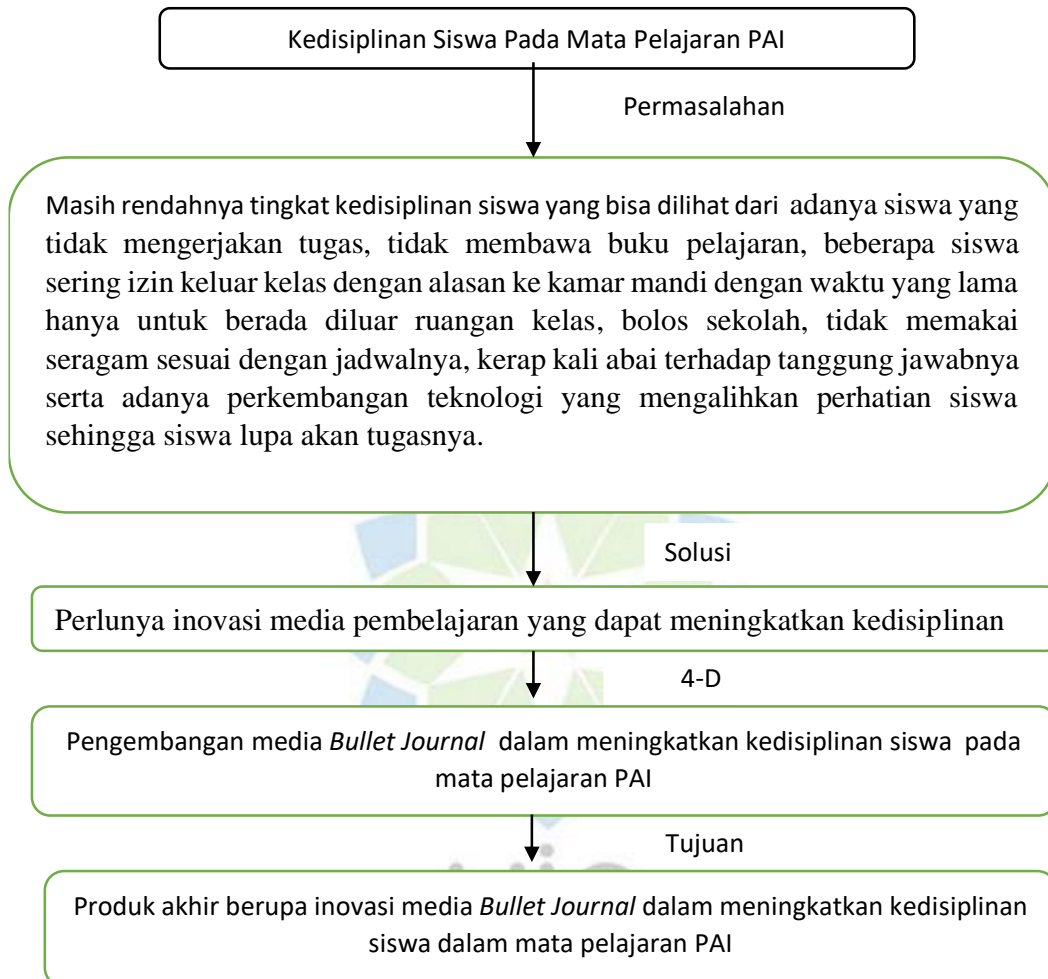 Kedisiplinan Siswa Pada Mata Pelajaran PAI
Permasalahan
Masih rendahnya tingkat kedisiplinan siswa yang bisa dilihat dari adanya siswa yang
tidak mengerjakan tugas, tidak membawa buku pelajaran, beberapa siswa
sering izin keluar kelas dengan alasan ke kamar mandi dengan waktu yang lama
hanya untuk berada diluar ruangan kelas, bolos sekolah, tidak memakai
seragam sesuai dengan jadwalnya, kerap kali abai terhadap tanggung jawabnya
serta adanya perkembangan teknologi yang mengalihkan perhatian siswa
sehingga siswa lupa akan tugasnya.
Solusi
Perlunya inovasi media pembelajaran yang dapat meningkatkan kedisiplinan
4-D
Pengembangan media Bullet Journal dalam meningkatkan kedisiplinan siswa pada
mata pelajaran PAI
Tujuan
Produk akhir berupa inovasi media Bullet Journal dalam meningkatkan kedisiplinan
siswa dalam mata pelajaran PAI